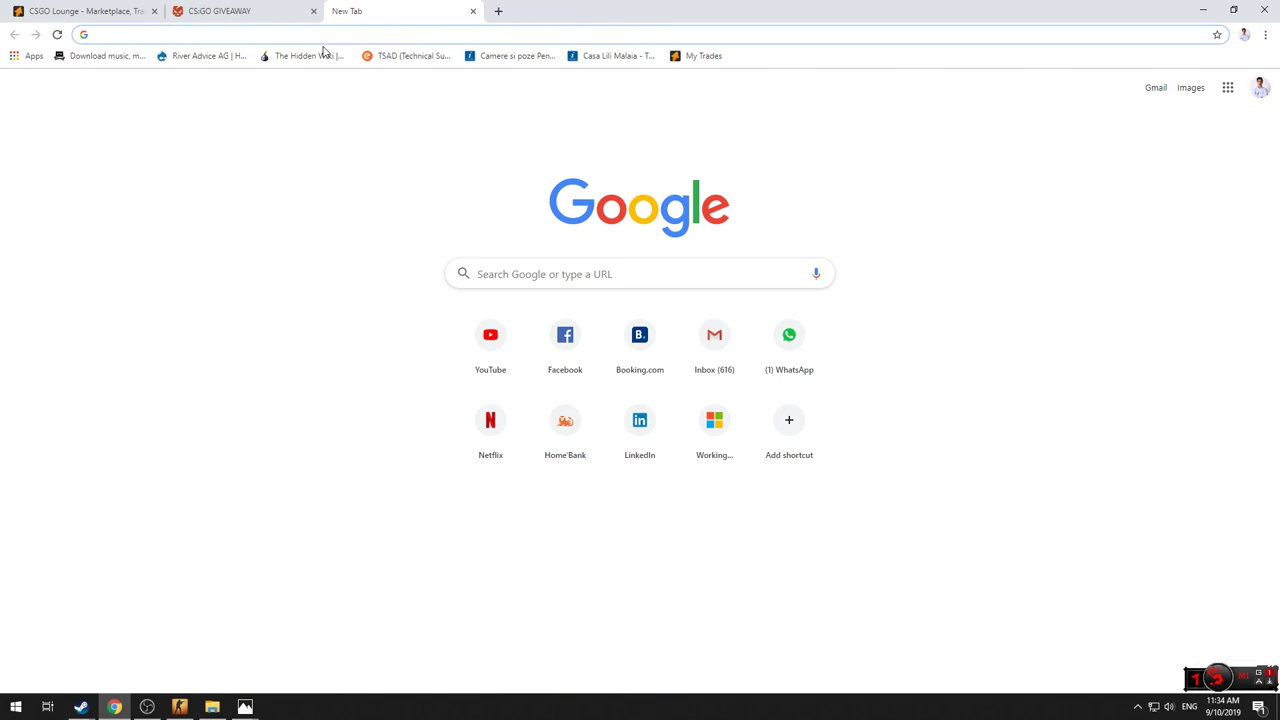 CSGO Lounge - Marketplace, Tra
CS:GO GIVEAWAY
New Tab
Apps
Download music, m...
River Advice AG | H...
The Hidden Wiki |...
TSAD (Technical Su...
Camere si poze Pen...
Casa Lili Malaia - T...
My Trades
Gmail
Images
Google
Search Google or type a URL
YouTube
Facebook
Booking.com
Inbox (616)
(1) WhatsApp
Netflix
Home'Bank
LinkedIn
Working...
Add shortcut
11:34 AM
ENG
9/10/2019